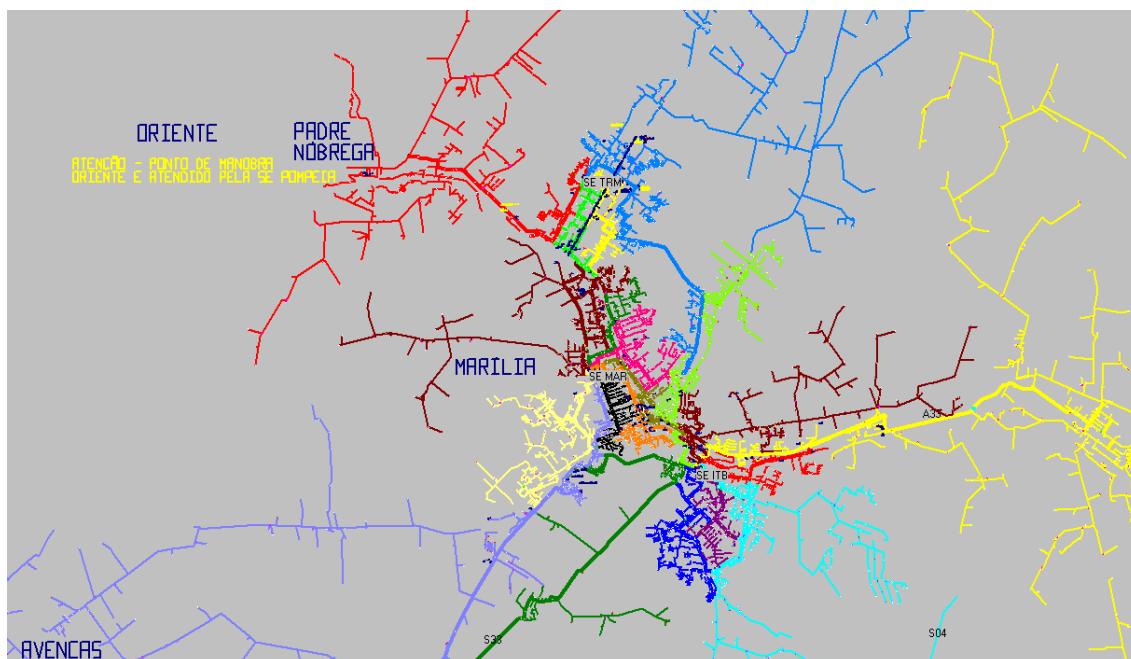 ORIENTE
PADRE
NÓBREGA
ATENÇÃO - PONTO DE MANOBRA
ORIENTE E ATENDIDO PELA SE POMPEIA
SE TRM
MARÍLIA
SE MAR
A33
SE ITB
S33
S04
AVENCAS